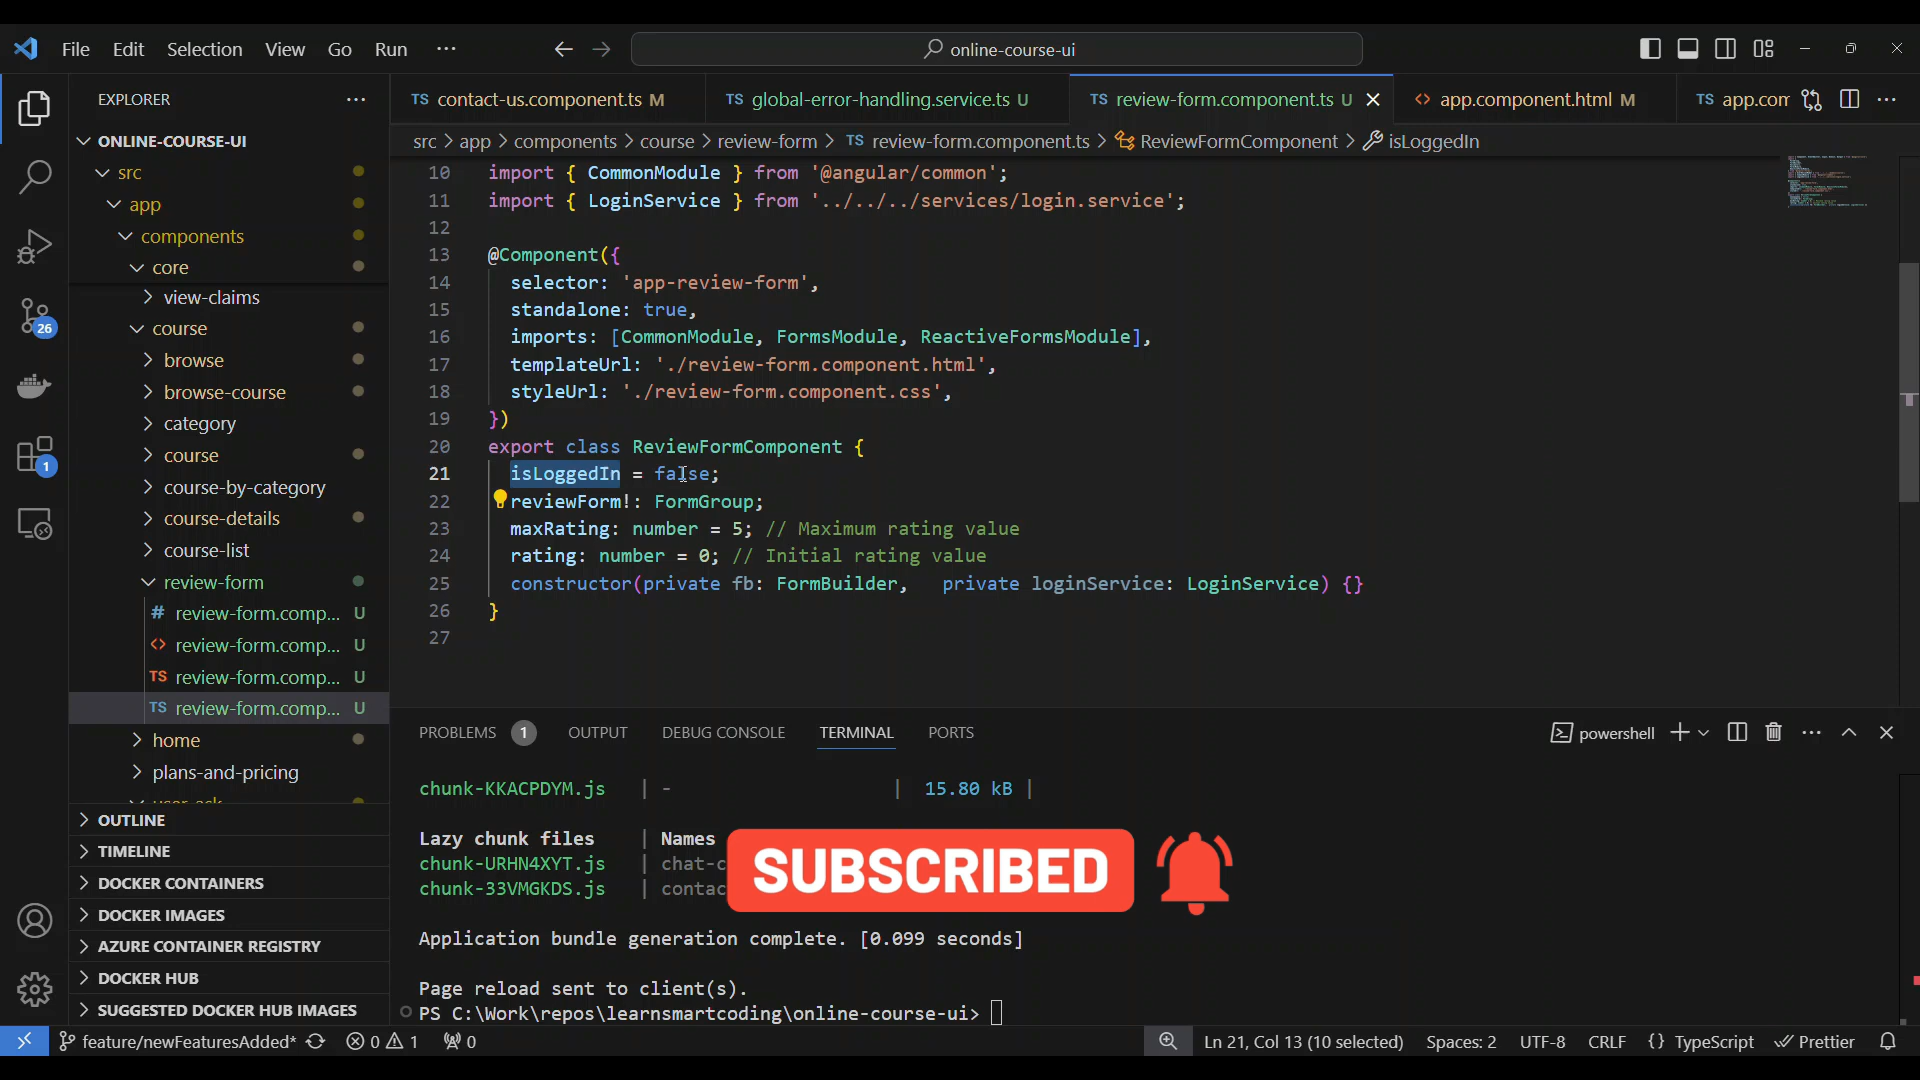 File Edit Selection View Go Run ···
online-course-ui
EXPLORER
ONLINE-COURSE-UI
src
app
components
core
view-claims
course
browse
browse-course
category
course
course-by-category
course-details
course-list
review-form
review-form.comp... U
review-form.comp... U
review-form.comp... U
review-form.comp... U
home
plans-and-pricing
OUTLINE
TIMELINE
DOCKER CONTAINERS
DOCKER IMAGES
AZURE CONTAINER REGISTRY
DOCKER HUB
SUGGESTED DOCKER HUB IMAGES
26
1
TS contact-us.component.ts M
TS global-error-handling.service.ts U
TS review-form.component.ts U
<> app.component.html M
TS app.com
src > app > components > course > review-form > TS review-form.component.ts > ReviewFormComponent > isLoggedIn
10 import { CommonModule } from '@angular/common';
11 import { LoginService } from '../../../services/login.service';
12
13 @Component({
14 selector: 'app-review-form',
15 standalone: true,
16 imports: [CommonModule, FormsModule, ReactiveFormsModule],
17 templateUrl: './review-form.component.html',
18 styleUrl: './review-form.component.css',
19 })
20 export class ReviewFormComponent {
21 isLoggedIn = false;
22 reviewForm!: FormGroup;
23 maxRating: number = 5; // Maximum rating value
24 rating: number = 0; // Initial rating value
25 constructor(private fb: FormBuilder, private loginService: LoginService) {}
26 }
27
PROBLEMS 1 OUTPUT DEBUG CONSOLE TERMINAL PORTS
powershell
chunk-KKACPDYM.js | - | 15.80 kB |
Lazy chunk files | Names
chunk-URHN4XYT.js | chat-c
chunk-33VMGKDS.js | contac
SUBSCRIBED
Application bundle generation complete. [0.099 seconds]
Page reload sent to client(s).
PS C:\Work\repos\learnsmartcoding\online-course-ui>
feature/newFeaturesAdded* 0 1 0
Ln 21, Col 13 (10 selected) Spaces: 2 UTF-8 CRLF {} TypeScript Prettier